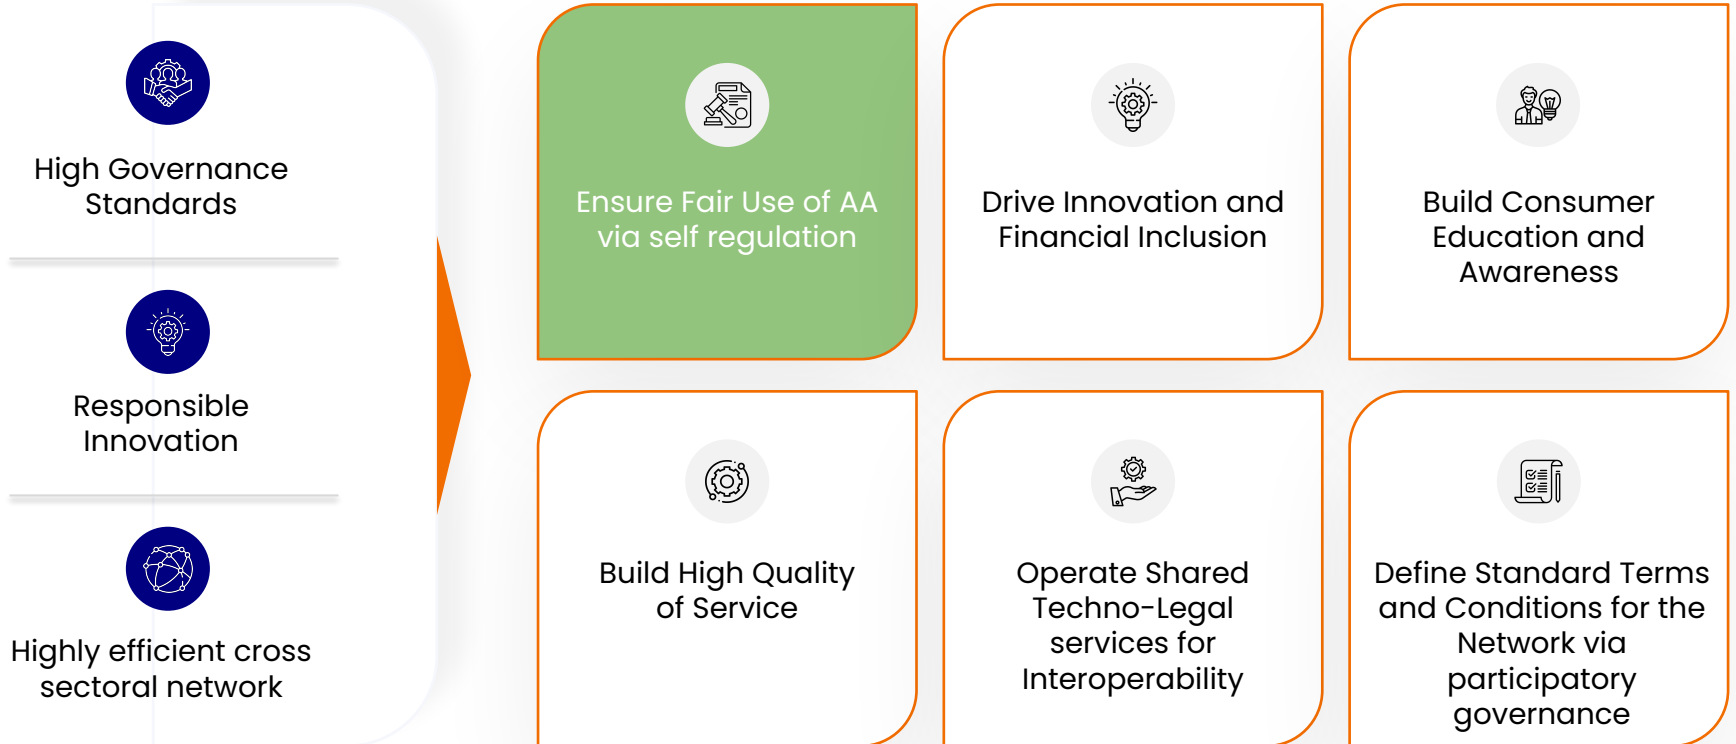 High Governance
Standards
Responsible
Innovation
Highly efficient cross
sectoral network
Ensure Fair Use of AA
via self regulation
Drive Innovation and
Financial Inclusion
Build Consumer
Education and
Awareness
Build High Quality
of Service
Operate Shared
Techno-Legal
services for
Interoperability
Define Standard Terms
and Conditions for the
Network via
participatory
governance